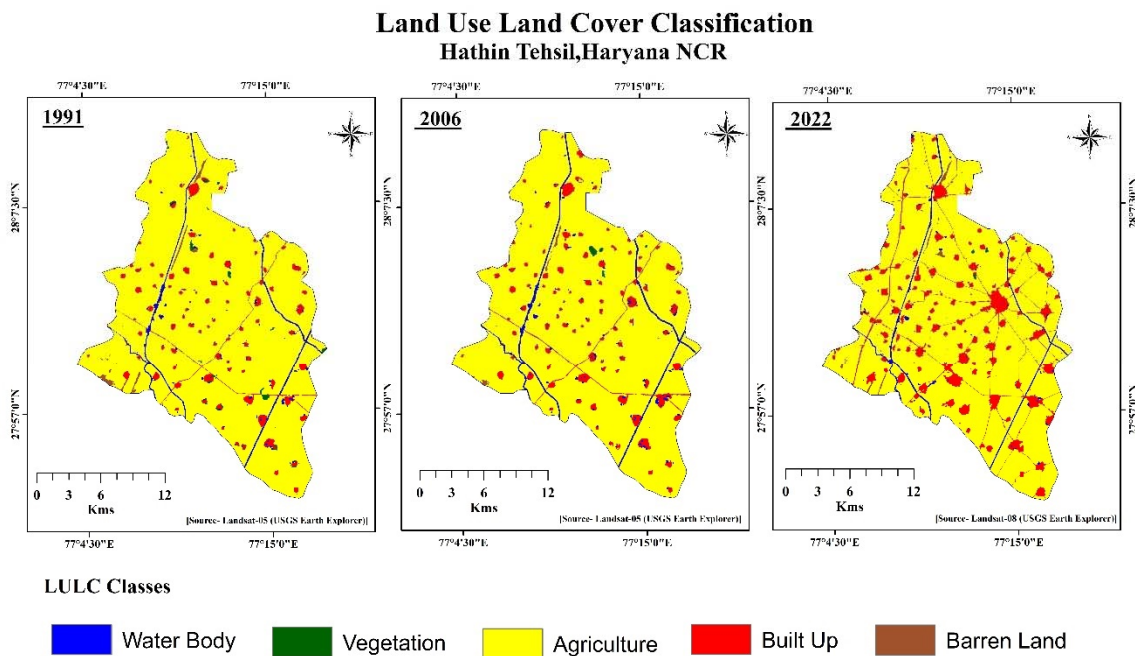 Land Use Land Cover Classification
Hathin Tehsil,Haryana NCR
77°4'30"E 77°15'0"E 77°4'30"E 77°15'0"E 77°4'30"E 77°15'0"E
1991
2006
2022
28°7'30"N 28°7'30"N 28°7'30"N 28°7'30"N
27°57'0"N 27°57'0"N 27°57'0"N 27°57'0"N
0 3 6 12
Kms
0 3 6 12
Kms
0 3 6 12
Kms
|Source- Landsat-05 (USGS Earth Explorer)|
|Source- Landsat-05 (USGS Earth Explorer)|
|Source- Landsat-08 (USGS Earth Explorer)|
77°4'30"E 77°15'0"E 77°4'30"E 77°15'0"E 77°4'30"E 77°15'0"E
LULC Classes
Water Body
Vegetation
Agriculture
Built Up
Barren Land